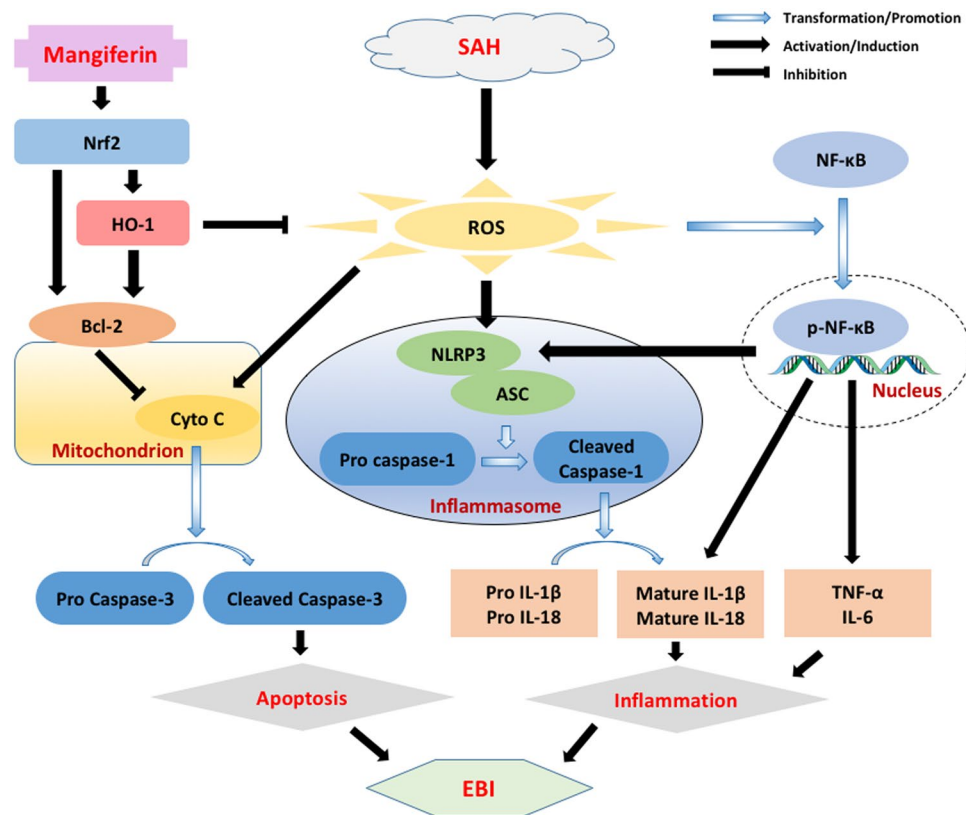 Transformation/Promotion
Activation/Induction
Inhibition
Mangiferin
SAH
Nrf2
NF-κB
HO-1
ROS
Bcl-2
p-NF-κB
NLRP3
Nucleus
ASC
Cyto C
Mitochondrion
Pro caspase-1
Cleaved
Caspase-1
Inflammasome
Pro Caspase-3
Cleaved Caspase-3
Pro IL-1β
Pro IL-18
Mature IL-1β
Mature IL-18
TNF-α
IL-6
Apoptosis
Inflammation
EBI